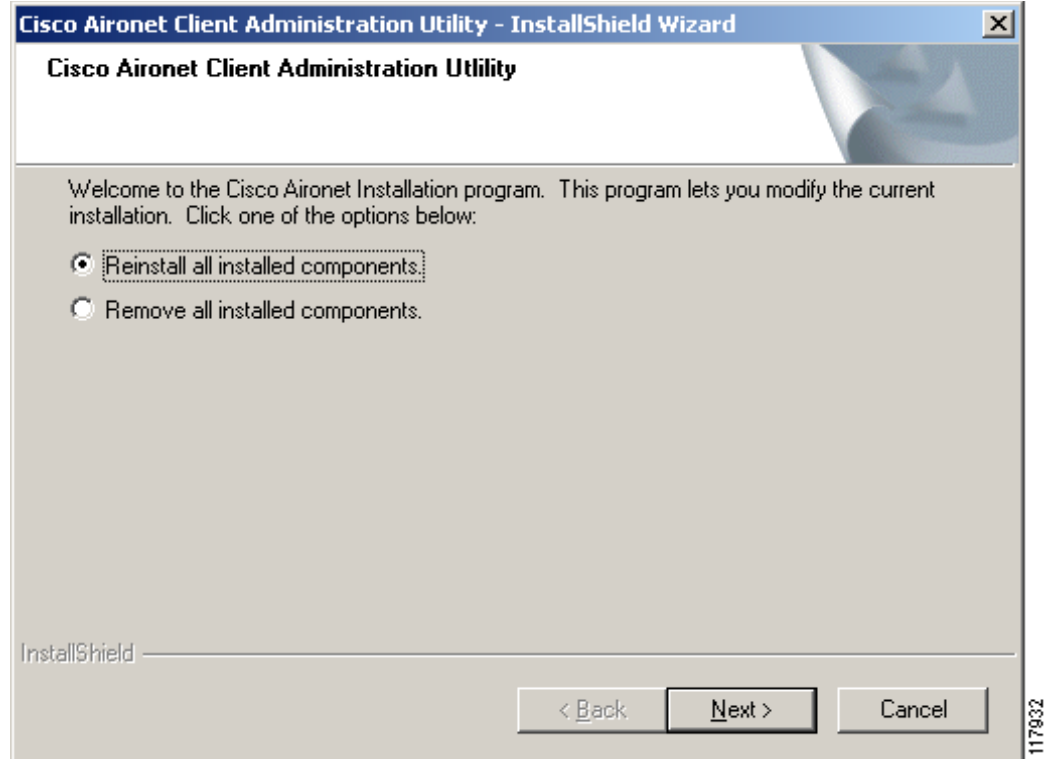 Cisco Aironet Client Administration Utility - InstallShield Wizard
Cisco Aironet Client Administration Utlility
Welcome to the Cisco Aironet Installation program. This program lets you modify the current
installation. Click one of the options below:
Reinstall all installed components.
Remove all installed components.
InstallShield
< Back
Next >
Cancel
117932